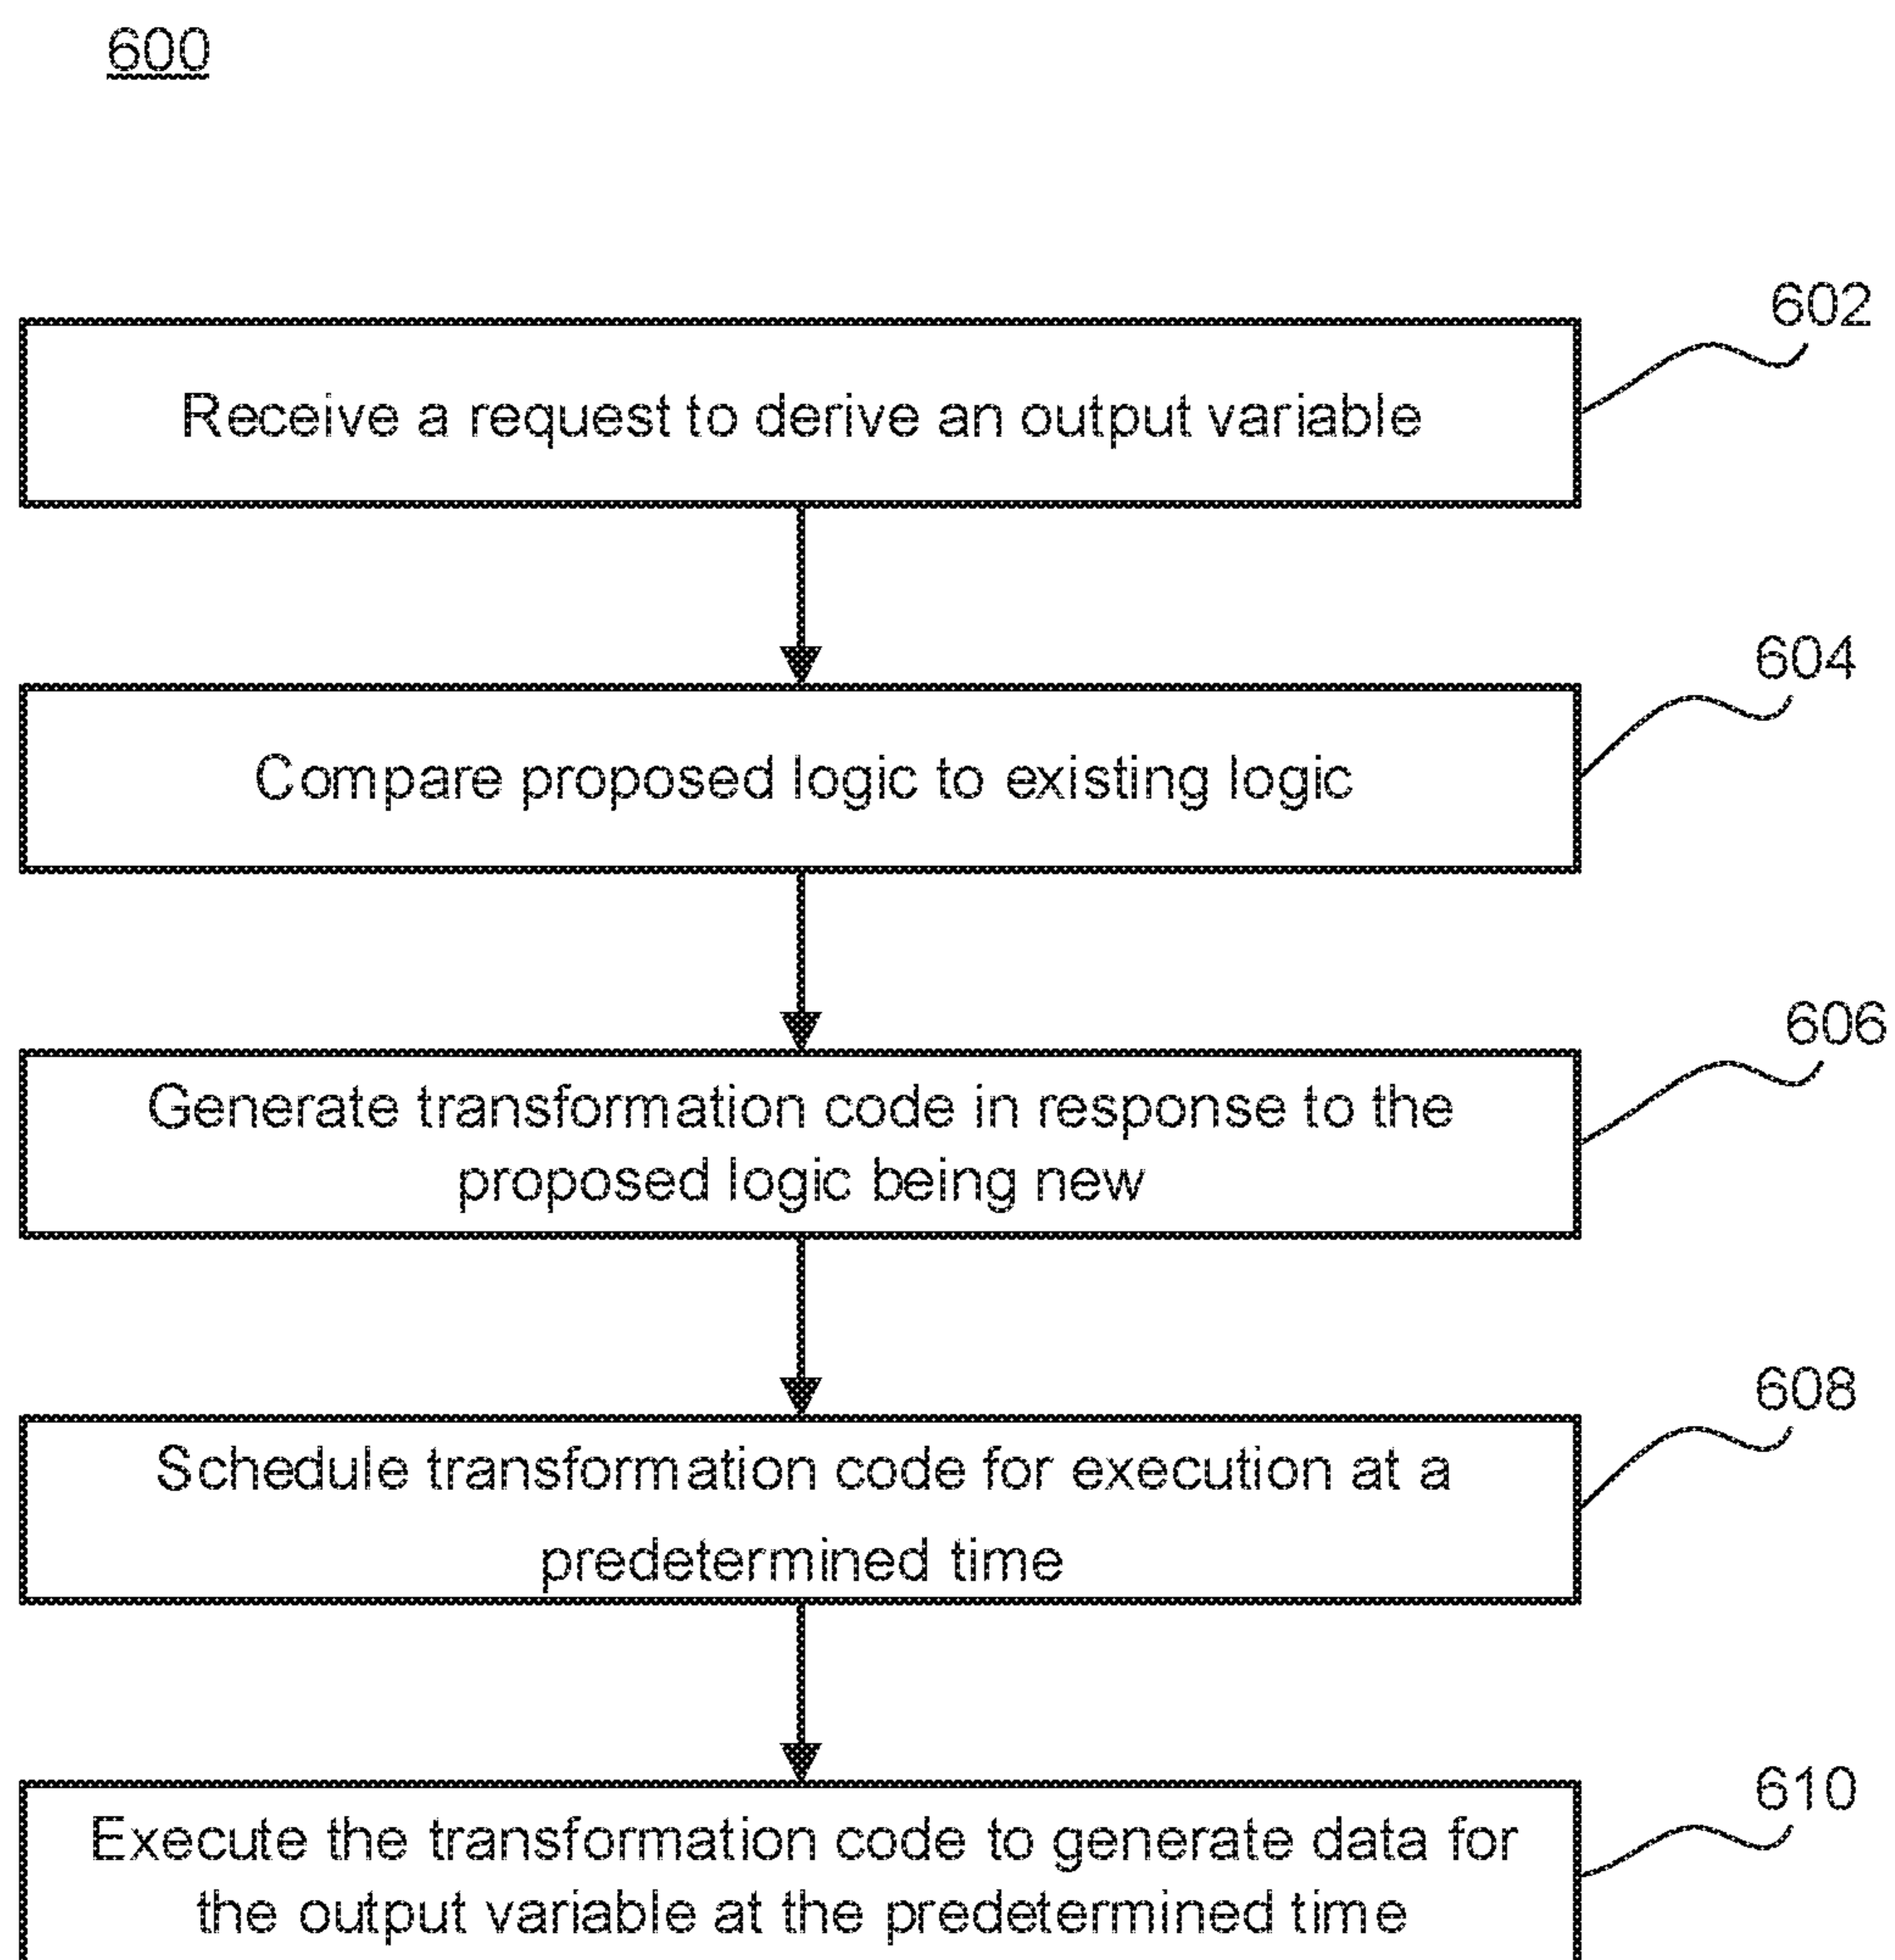 600
602
Receive a request to derive an output variable
604
Compare proposed logic to existing logic
606
Generate transformation code in response to the
proposed logic being new
608
Schedule transformation code for execution at a
predetermined time
610
Execute the transformation code to generate data for
the output variable at the predetermined time